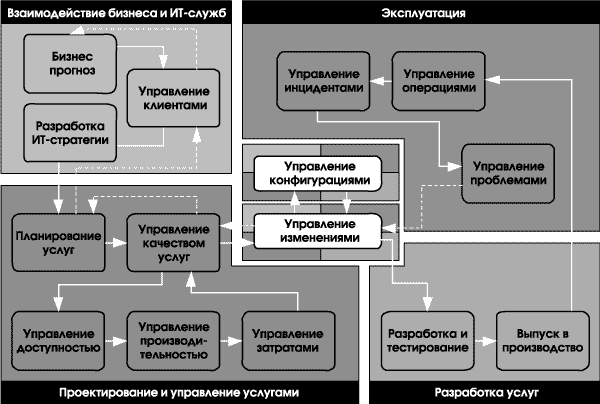 Взаимодействие бизнеса и ИТ-служб
Бизнес
прогноз
Управление
клиентами
Разработка
ИТ-стратегии
Эксплуатация
Управление
инцидентами
Управление
операциями
Управление
проблемами
Управление
конфигурациями
Управление
изменениями
Планирование
услуг
Управление
качеством
услуг
Управление
доступностью
Управление
производи-
тельностью
Управление
затратами
Проектирование и управление услугами
Разработка и
тестирование
Выпуск в
производство
Разработка услуг